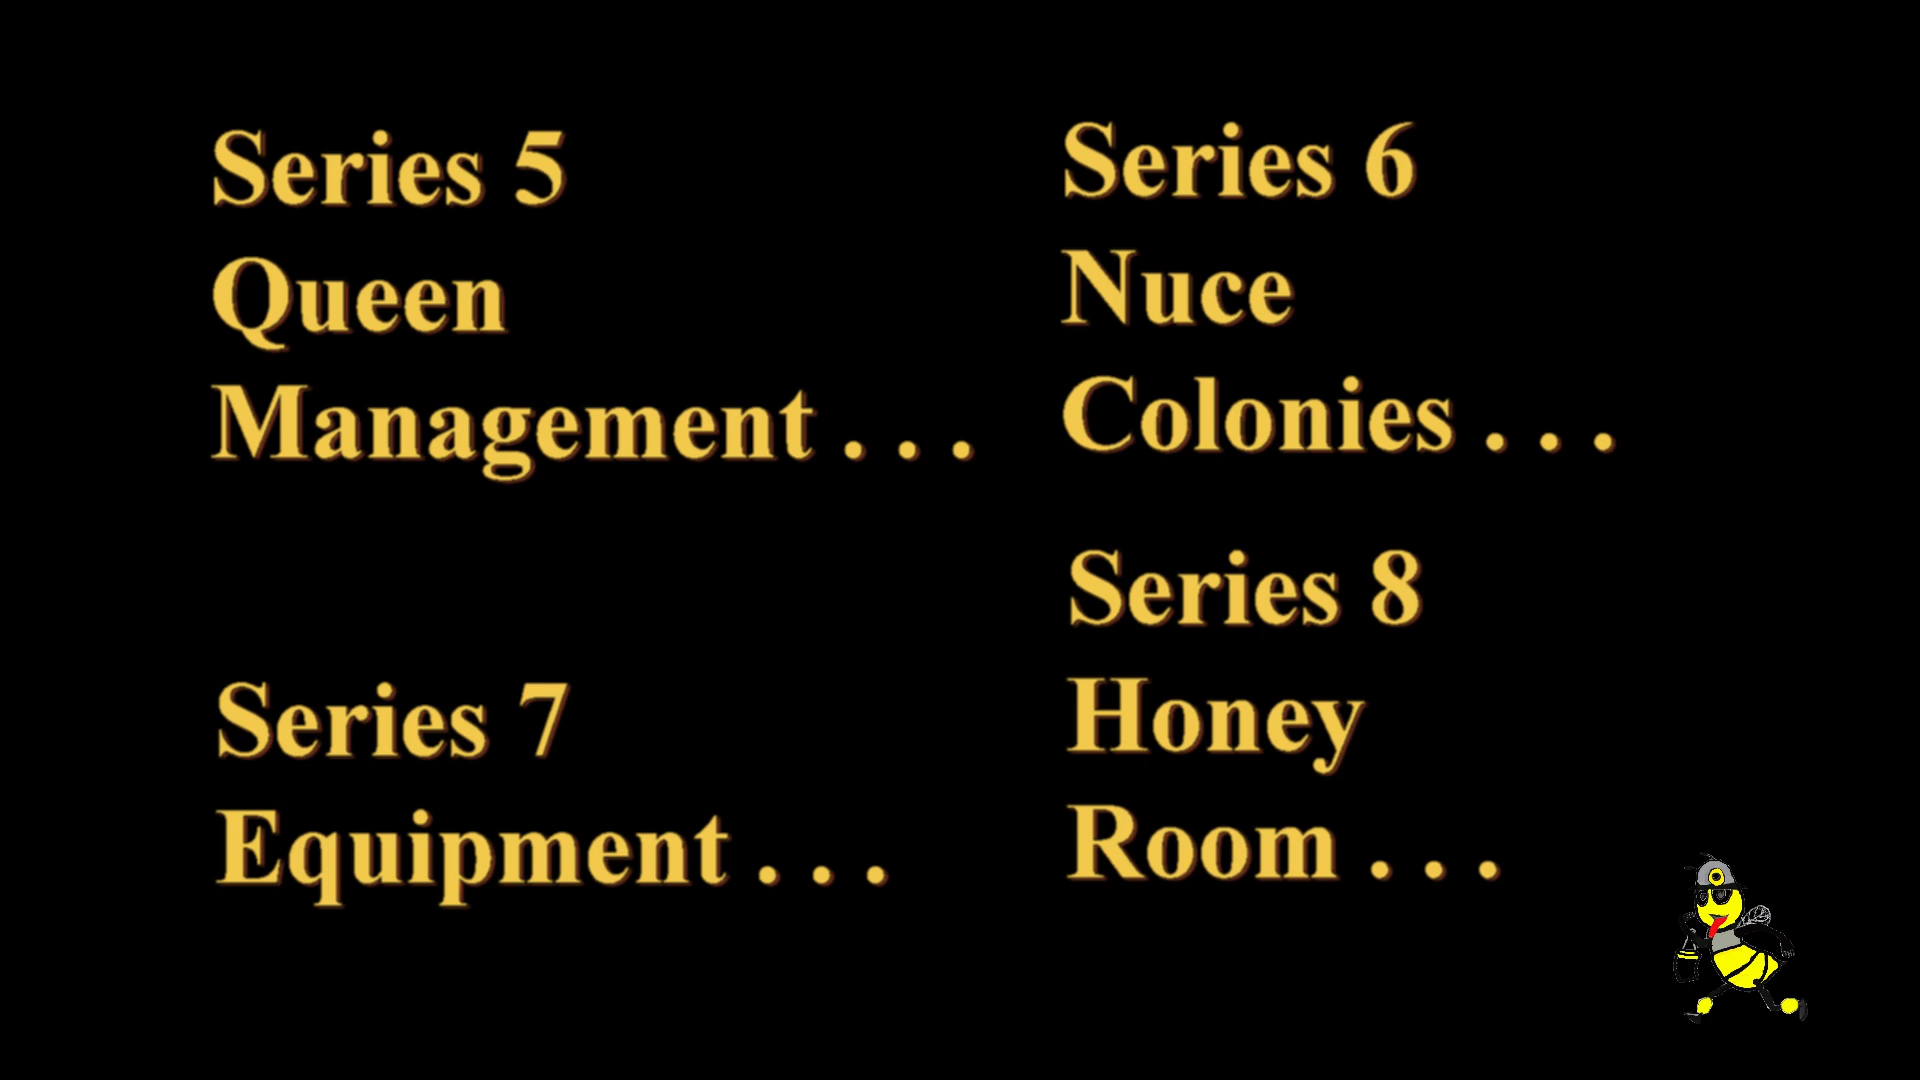 Series 5
Queen
Management . . .
Series 6
Nuce
Colonies . . .
Series 7
Equipment . . .
Series 8
Honey
Room . . .